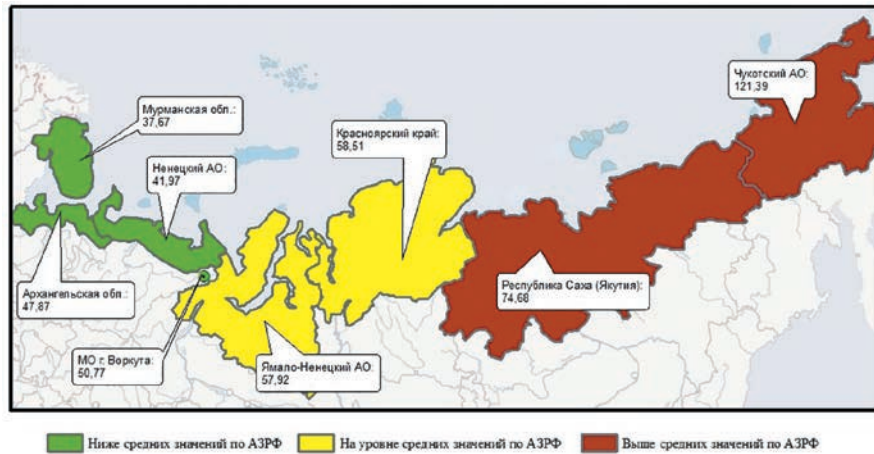 Чукотский АО:
121,39
Мурманская обл.:
37,67
Красноярский край:
58,51
Ненецкий АО:
41,97
Республика Саха (Якутия):
74,68
Архангельская обл.:
47,87
МО г. Воркута:
50,77
Ямало-Ненецкий АО:
57,92
Ниже средних значений по АЗРФ
На уровне средних значений по АЗРФ
Выше средних значений по АЗРФ